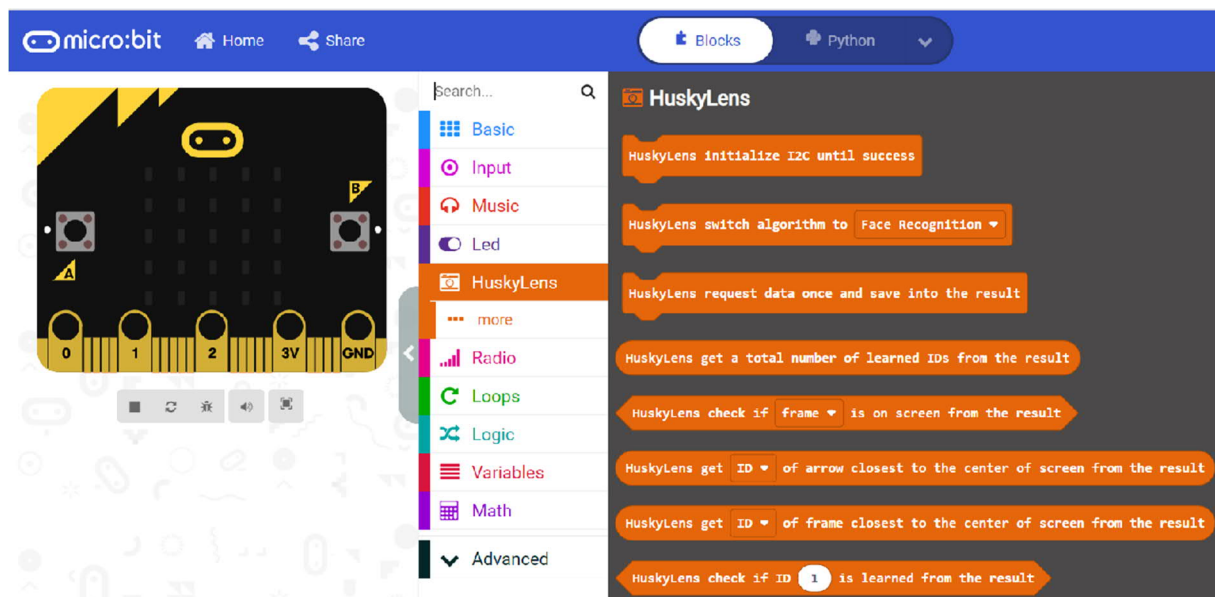 micro:bit
Home
Share
Blocks
Python
B
A
0
1
2
3V
GND
Search...
Basic
Input
Music
Led
HuskyLens
more
Radio
Loops
Logic
Variables
Math
Advanced
HuskyLens
HuskyLens initialize I2C until success
HuskyLens switch algorithm to Face Recognition
HuskyLens request data once and save into the result
HuskyLens get a total number of learned IDs from the result
HuskyLens check if frame is on screen from the result
HuskyLens get ID of arrow closest to the center of screen from the result
HuskyLens get ID of frame closest to the center of screen from the result
HuskyLens check if ID 1 is learned from the result